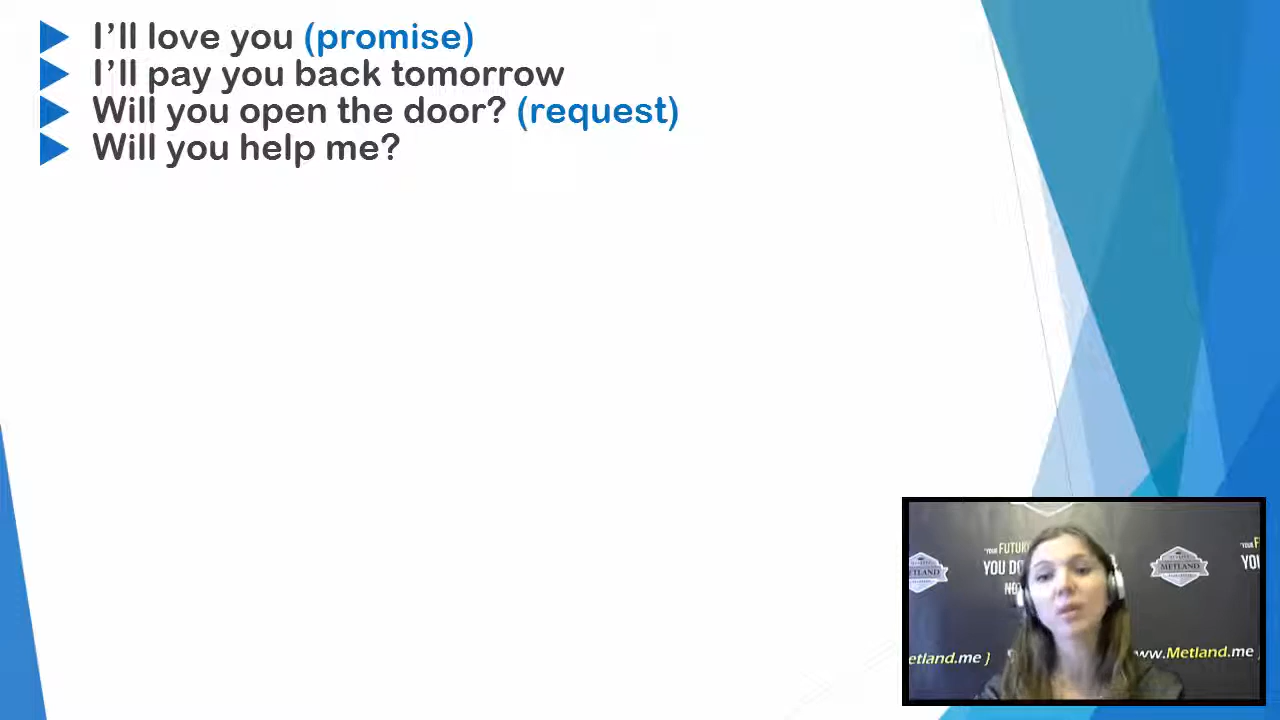 I’ll love you (promise)
I’ll pay you back tomorrow
Will you open the door? (request)
Will you help me?
"YOUR FUTURE
YOU DO
METLAND
METLAND
YOU
etland.me }
www.Metland.me }